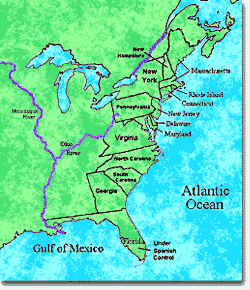 New
Hampshire
New
York
Massachusetts
Rhode Island
Connecticut
Pennsylvania
New Jersey
Delaware
Maryland
Mississippi
River
Ohio
River
Virginia
North Carolina
South
Carolina
Georgia
Atlantic
Ocean
Gulf of Mexico
Florida
Under
Spanish
Control